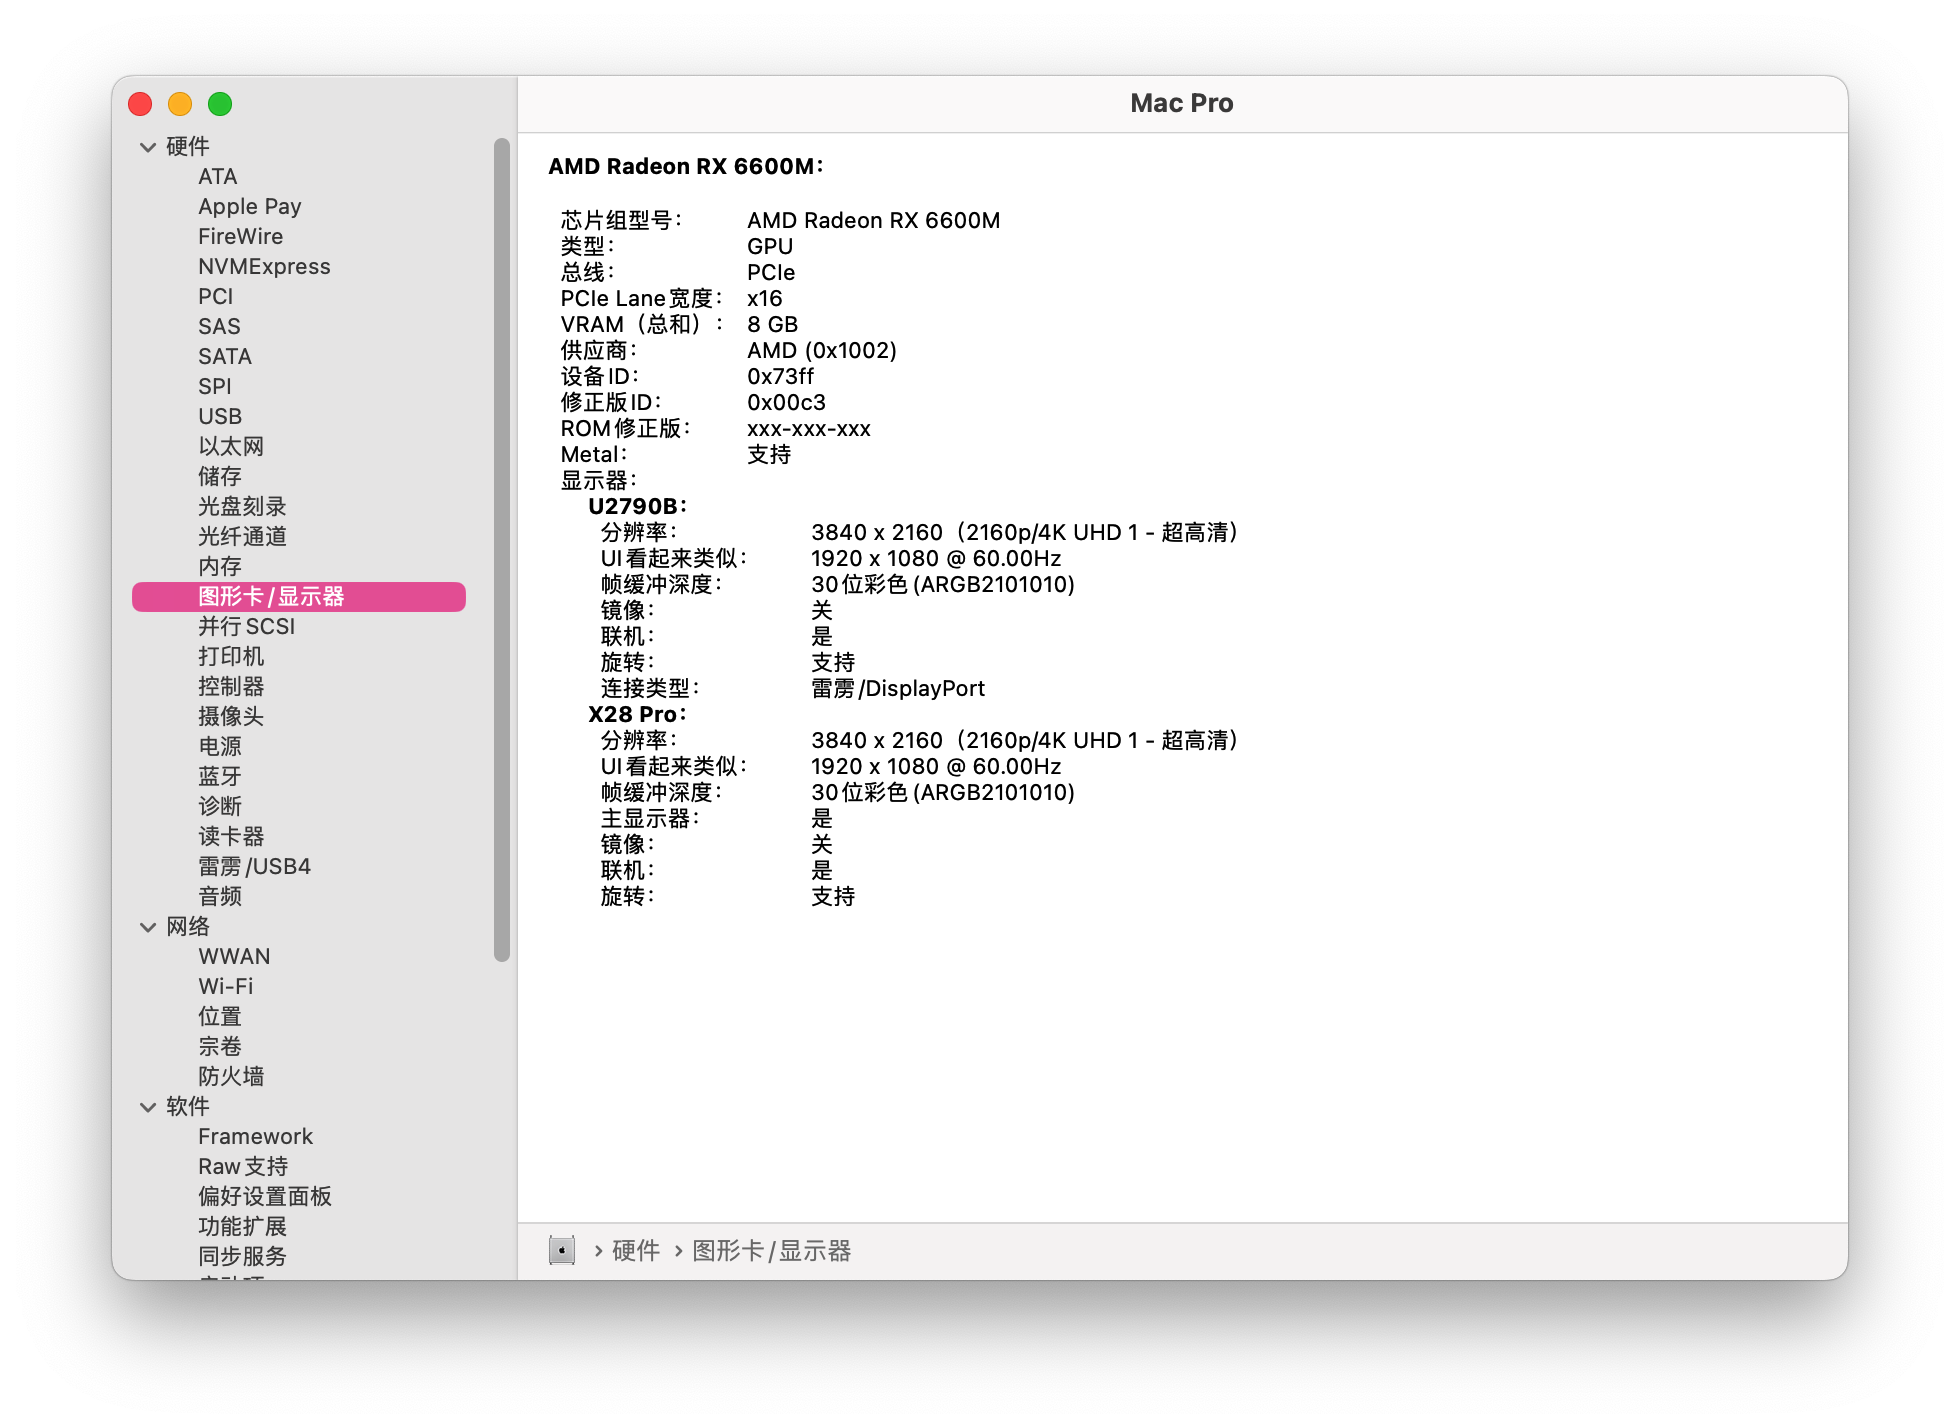 Mac Pro
硬件
ATA
Apple Pay
FireWire
NVMExpress
PCI
SAS
SATA
SPI
USB
以太网
储存
光盘刻录
光纤通道
内存
图形卡/显示器
并行SCSI
打印机
控制器
摄像头
电源
蓝牙
诊断
读卡器
雷雳/USB4
音频
网络
WWAN
Wi-Fi
位置
宗卷
防火墙
软件
Framework
Raw支持
偏好设置面板
功能扩展
同步服务
AMD Radeon RX 6600M：
芯片组型号： AMD Radeon RX 6600M
类型： GPU
总线： PCIe
PCIe Lane宽度： x16
VRAM（总和）： 8 GB
供应商： AMD (0x1002)
设备ID： 0x73ff
修正版ID： 0x00c3
ROM修正版： xxx-xxx-xxx
Metal： 支持
显示器：
U2790B：
分辨率： 3840 x 2160（2160p/4K UHD 1 - 超高清）
UI看起来类似： 1920 x 1080 @ 60.00Hz
帧缓冲深度： 30位彩色 (ARGB2101010)
镜像： 关
联机： 是
旋转： 支持
连接类型： 雷雳/DisplayPort
X28 Pro：
分辨率： 3840 x 2160（2160p/4K UHD 1 - 超高清）
UI看起来类似： 1920 x 1080 @ 60.00Hz
帧缓冲深度： 30位彩色 (ARGB2101010)
主显示器： 是
镜像： 关
联机： 是
旋转： 支持
› 硬件 › 图形卡/显示器